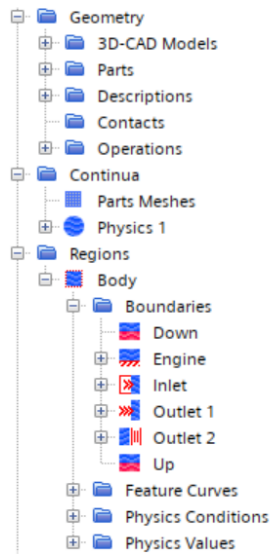 Geometry
3D-CAD Models
Parts
Descriptions
Contacts
Operations
Continua
Parts Meshes
Physics 1
Regions
Body
Boundaries
Down
Engine
Inlet
Outlet 1
Outlet 2
Up
Feature Curves
Physics Conditions
Physics Values